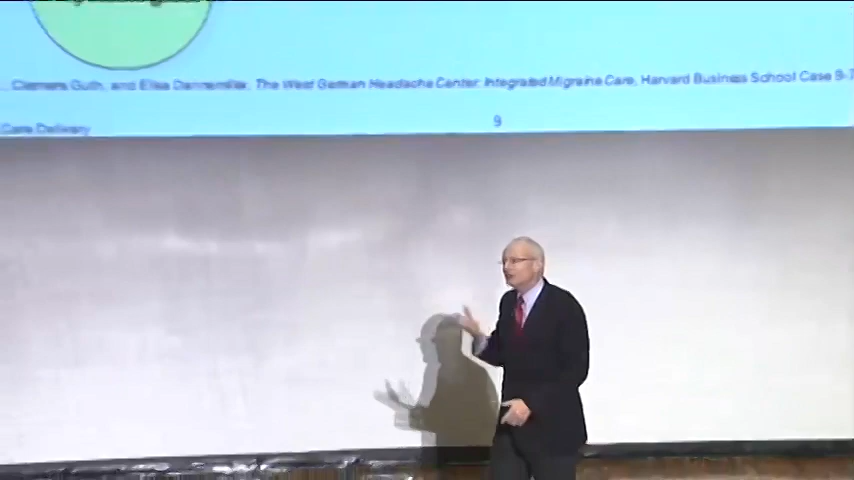 Clemens Guth, and Elisa Dannemiller, The West German Headache Center: Integrated Migraine Care, Harvard Business School Case 9-7
Care Delivery
9